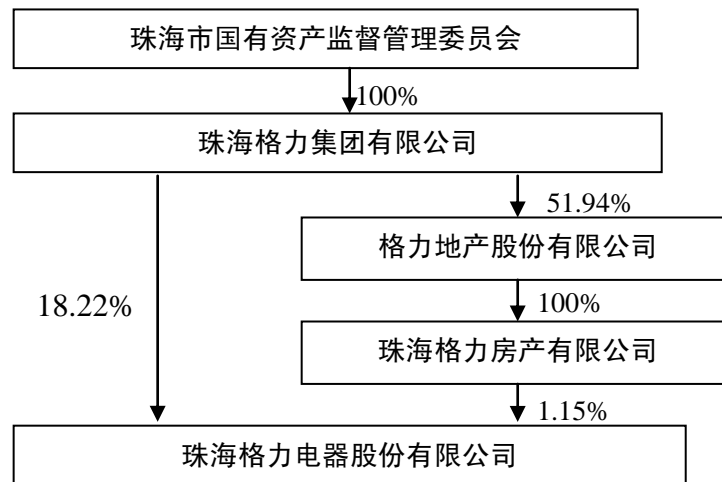 珠海市国有资产监督管理委员会
100%
珠海格力集团有限公司
51.94%
格力地产股份有限公司
18.22%
100%
珠海格力房产有限公司
1.15%
珠海格力电器股份有限公司